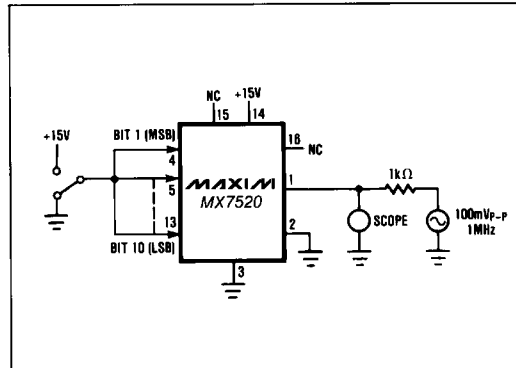 NC +15V
15 14
+15V
BIT 1 (MSB)
4
16
NC
MAXIM
MX7520
5
1
1kΩ
SCOPE
100mVP-P
1MHz
13
2
BIT 10 (LSB)
3